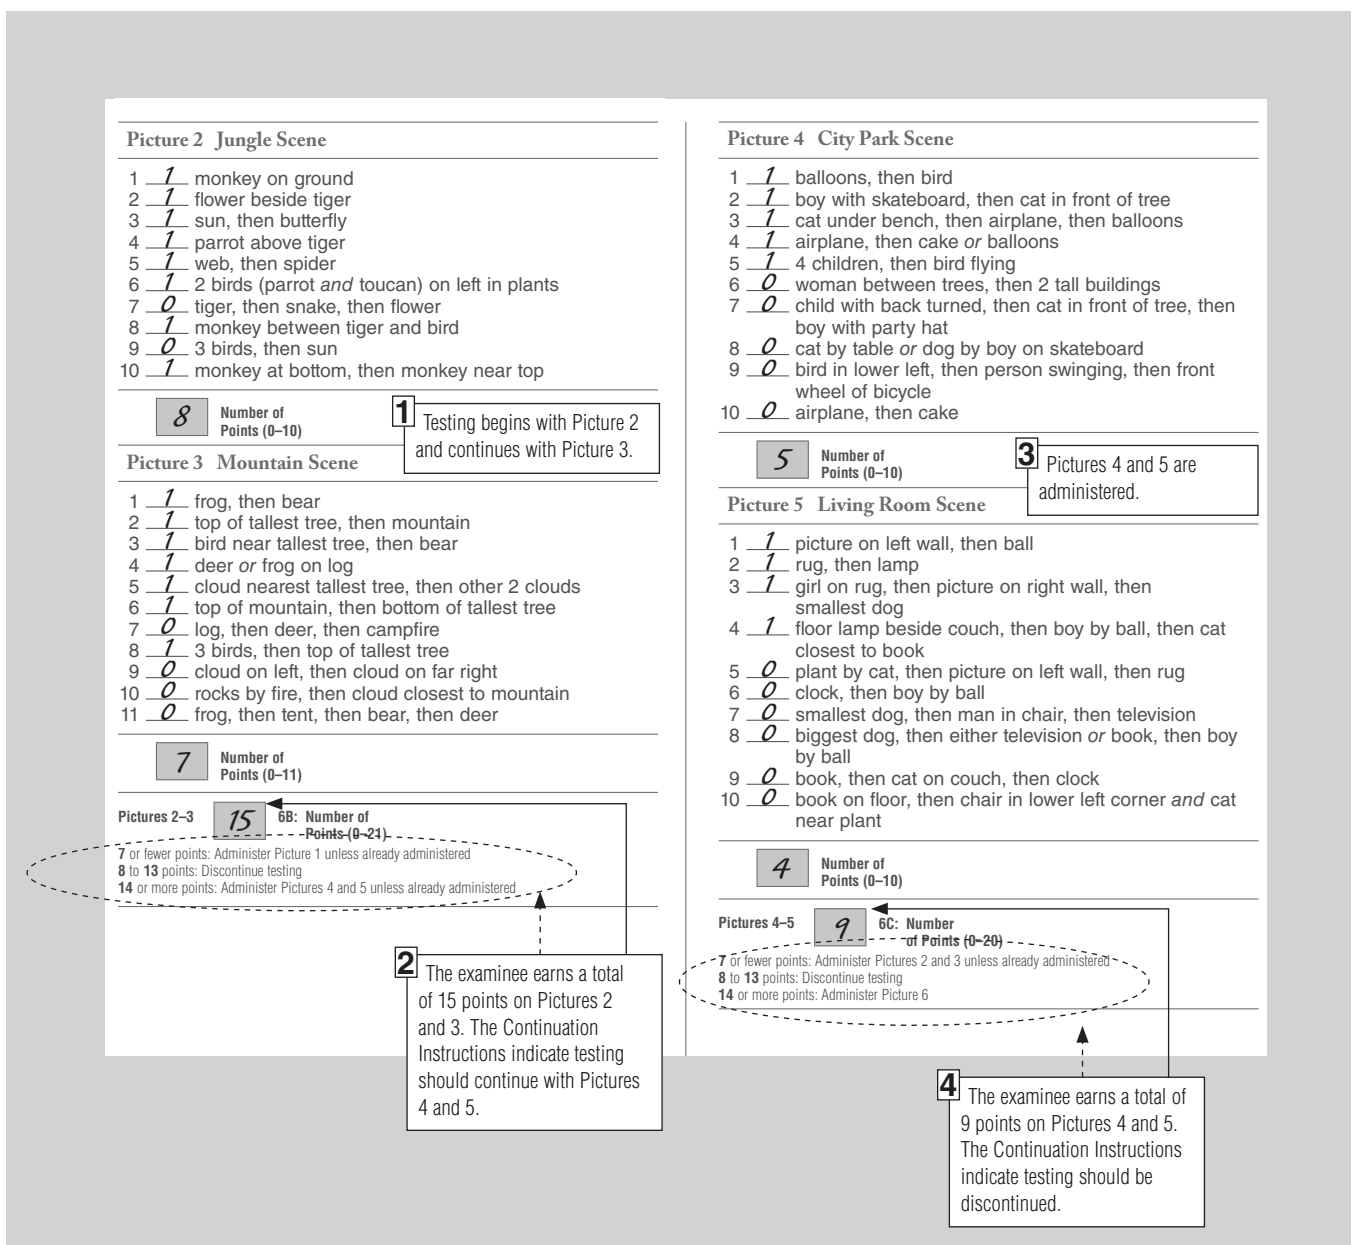 Picture 2 Jungle Scene
1 1 monkey on ground
2 1 flower beside tiger
3 1 sun, then butterfly
4 1 parrot above tiger
5 1 web, then spider
6 1 2 birds (parrot and toucan) on left in plants
7 0 tiger, then snake, then flower
8 1 monkey between tiger and bird
9 0 3 birds, then sun
10 1 monkey at bottom, then monkey near top
8 Number of
Points (0–10)
1 Testing begins with Picture 2
and continues with Picture 3.
Picture 3 Mountain Scene
1 1 frog, then bear
2 1 top of tallest tree, then mountain
3 1 bird near tallest tree, then bear
4 1 deer or frog on log
5 1 cloud nearest tallest tree, then other 2 clouds
6 1 top of mountain, then bottom of tallest tree
7 0 log, then deer, then campfire
8 1 3 birds, then top of tallest tree
9 0 cloud on left, then cloud on far right
10 0 rocks by fire, then cloud closest to mountain
11 0 frog, then tent, then bear, then deer
7 Number of
Points (0–11)
Pictures 2–3 15 6B: Number of
Points (0–21)
7 or fewer points: Administer Picture 1 unless already administered
8 to 13 points: Discontinue testing
14 or more points: Administer Pictures 4 and 5 unless already administered
2 The examinee earns a total
of 15 points on Pictures 2
and 3. The Continuation
Instructions indicate testing
should continue with Pictures
4 and 5.
Picture 4 City Park Scene
1 1 balloons, then bird
2 1 boy with skateboard, then cat in front of tree
3 1 cat under bench, then airplane, then balloons
4 1 airplane, then cake or balloons
5 1 4 children, then bird flying
6 0 woman between trees, then 2 tall buildings
7 0 child with back turned, then cat in front of tree, then
boy with party hat
8 0 cat by table or dog by boy on skateboard
9 0 bird in lower left, then person swinging, then front
wheel of bicycle
10 0 airplane, then cake
5 Number of
Points (0–10)
3 Pictures 4 and 5 are
administered.
Picture 5 Living Room Scene
1 1 picture on left wall, then ball
2 1 rug, then lamp
3 1 girl on rug, then picture on right wall, then
smallest dog
4 1 floor lamp beside couch, then boy by ball, then cat
closest to book
5 0 plant by cat, then picture on left wall, then rug
6 0 clock, then boy by ball
7 0 smallest dog, then man in chair, then television
8 0 biggest dog, then either television or book, then boy
by ball
9 0 book, then cat on couch, then clock
10 0 book on floor, then chair in lower left corner and cat
near plant
4 Number of
Points (0–10)
Pictures 4–5 9 6C: Number
of Points (0–20)
7 or fewer points: Administer Pictures 2 and 3 unless already administered
8 to 13 points: Discontinue testing
14 or more points: Administer Picture 6
4 The examinee earns a total of
9 points on Pictures 4 and 5.
The Continuation Instructions
indicate testing should be
discontinued.